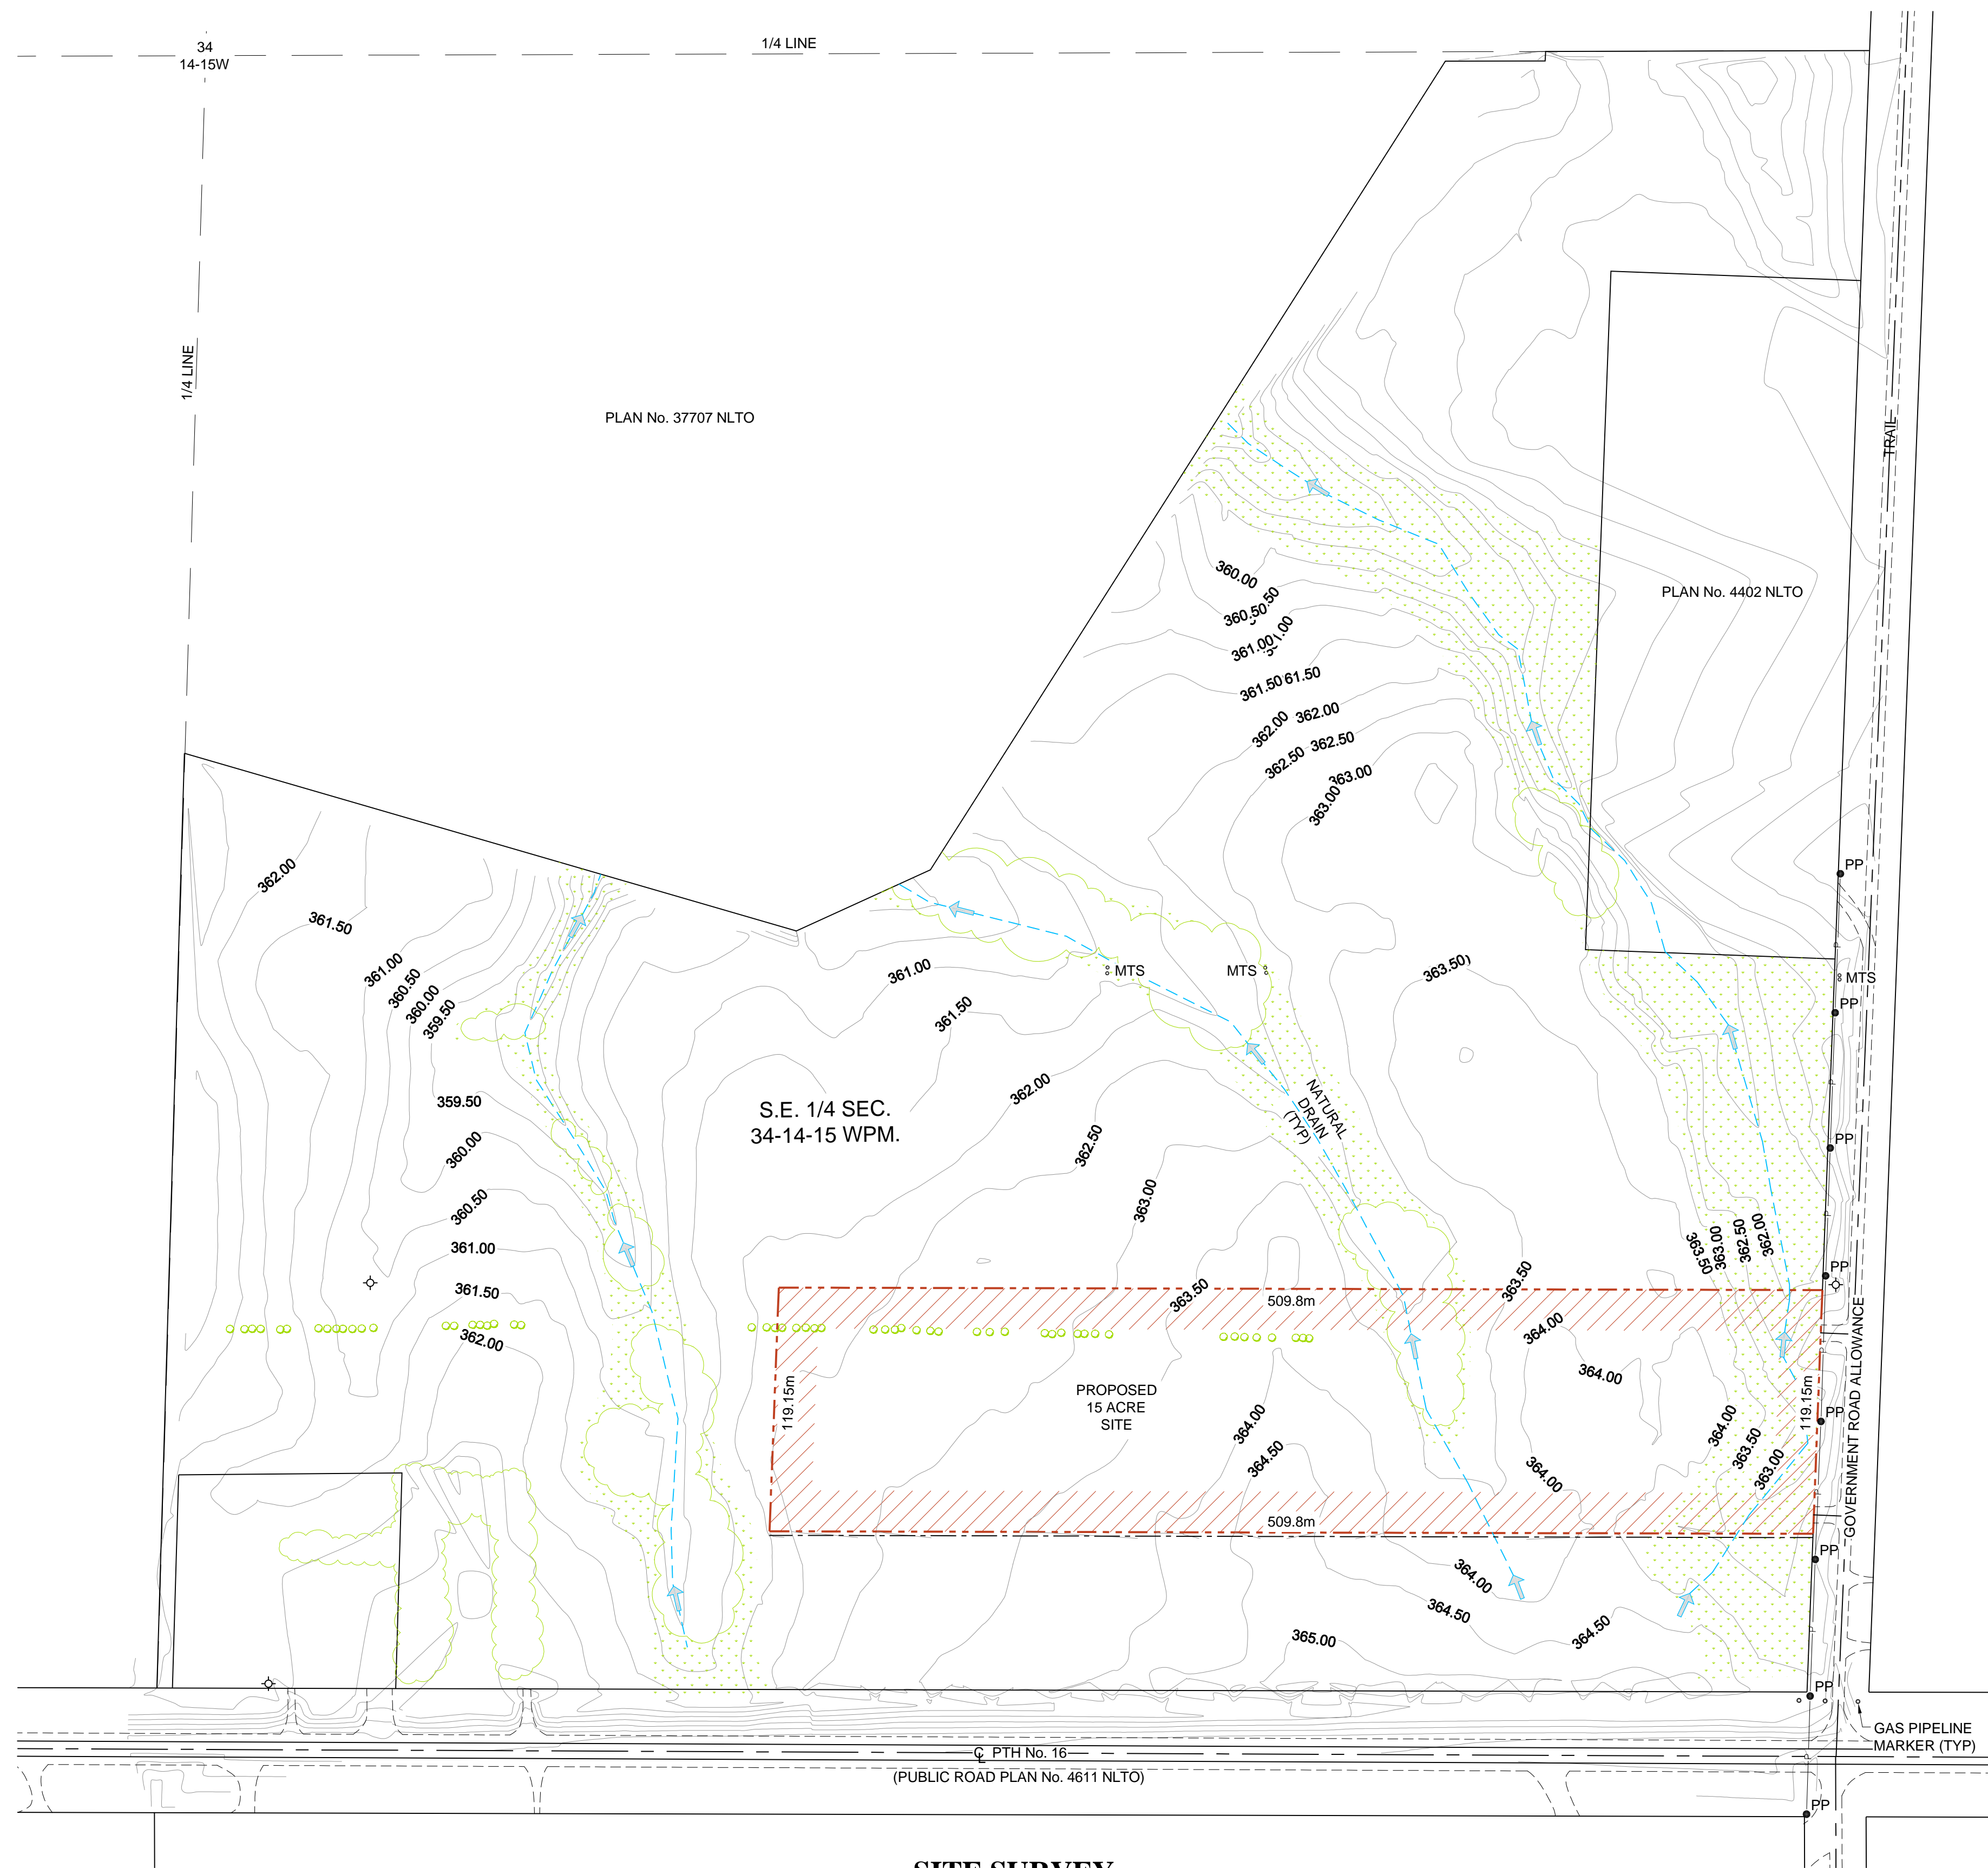 34
14-15W
1/4 LINE
1/4 LINE
PLAN No. 37707 NLTO
TRAIL
PLAN No. 4402 NLTO
360.00
360.50
361.00
361.50
61.50
362.00
362.00
362.50
362.50
363.00
363.00
PP
362.00
361.50
361.00
360.50
360.00
359.50
361.00
361.50
MTS
MTS
363.50
MTS
PP
359.50
360.00
360.50
361.00
361.50
362.00
S.E. 1/4 SEC.
34-14-15 WPM.
362.00
362.50
363.00
NATURAL
DRAIN
(TYP)
PP
363.50
363.00
362.50
362.00
PP
363.50
509.8m
363.50
364.00
364.00
119.15m
PROPOSED
15 ACRE
SITE
364.00
364.50
364.00
364.00
363.50
363.00
119.15m
PP
GOVERNMENT ROAD ALLOWANCE
509.8m
PP
364.00
364.50
364.50
365.00
PP
GAS PIPELINE
MARKER (TYP)
℄ PTH No. 16
(PUBLIC ROAD PLAN No. 4611 NLTO)
PP
SITE SURVEY